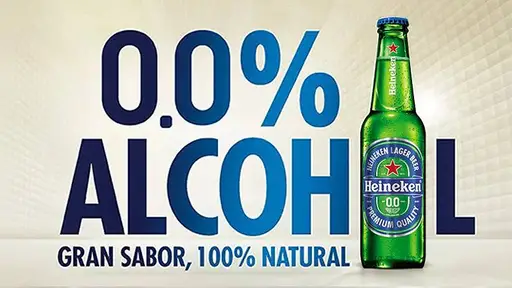 0.0%
ALCOH L
GRAN SABOR, 100% NATURAL
Heineken
HEINEKEN LAGER BEER
Heineken
0.0
PREMIUM QUALITY